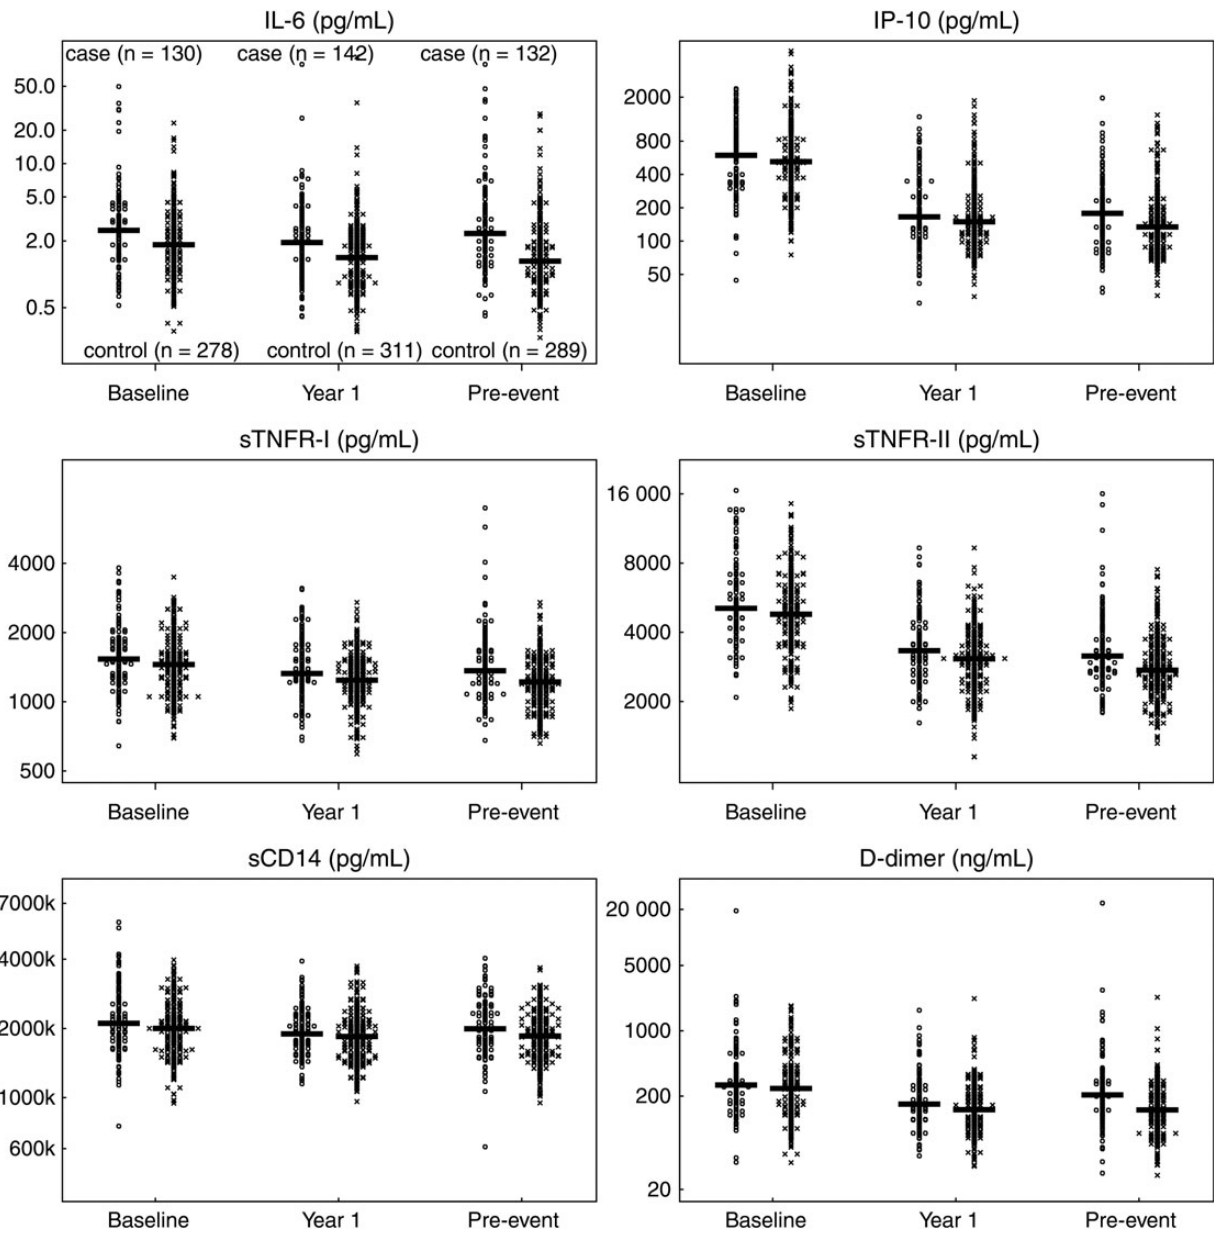 IL-6 (pg/mL)
case (n = 130) case (n = 142) case (n = 132)
50.0
20.0
10.0
5.0
2.0
0.5
control (n = 278) control (n = 311) control (n = 289)
Baseline Year 1 Pre-event
IP-10 (pg/mL)
2000
800
400
200
100
50
Baseline Year 1 Pre-event
sTNFR-I (pg/mL)
4000
2000
1000
500
Baseline Year 1 Pre-event
sTNFR-II (pg/mL)
16 000
8000
4000
2000
Baseline Year 1 Pre-event
sCD14 (pg/mL)
7000k
4000k
2000k
1000k
600k
Baseline Year 1 Pre-event
D-dimer (ng/mL)
20 000
5000
1000
200
20
Baseline Year 1 Pre-event